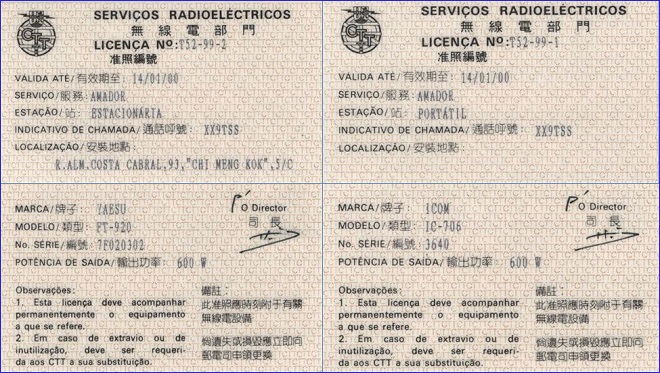 CTT
SERVIÇOS RADIOELÉCTRICOS
無線電部門
LICENÇA Nº:T52-99-2
准照編號
VALIDA ATÉ/有效期至: 14/01/00
SERVIÇO/服務: AMADOR
ESTAÇÃO/站: ESTACIONÁRIA
INDICATIVO DE CHAMADA/通話呼號: XX9TSS
LOCALIZAÇÃO/安裝地點:
R.ALM.COSTA CABRAL,93,"CHI MENG KOK",5/C
MARCA/牌子: YAESU
O Director
司長
MODELO/類型: FT-920
No. SÉRIE/編號: 7F020302
POTÊNCIA DE SAÍDA/輸出功率: 600 W
Observações:
1. Esta licença deve acompanhar
permanentemente o equipamento
a que se refere.
2. Em caso de extravio ou de
inutilização, deve ser requeri-
da aos CTT a sua substituição.
備註:
此准照應時刻附于有關
無線電設備
倘遺失或損毀應立即向
郵電司申領更換
CTT
SERVIÇOS RADIOELÉCTRICOS
無線電部門
LICENÇA Nº:T52-99-1
准照編號
VALIDA ATÉ/有效期至: 14/01/00
SERVIÇO/服務: AMADOR
ESTAÇÃO/站: PORTÁTIL
INDICATIVO DE CHAMADA/通話呼號: XX9TSS
LOCALIZAÇÃO/安裝地點:
MARCA/牌子: ICOM
O Director
司長
MODELO/類型: IC-706
No. SÉRIE/編號: 3640
POTÊNCIA DE SAÍDA/輸出功率: 600 W
Observações:
1. Esta licença deve acompanhar
permanentemente o equipamento
a que se refere.
2. Em caso de extravio ou de
inutilização, deve ser requeri-
da aos CTT a sua substituição.
備註:
此准照應時刻附于有關
無線電設備
倘遺失或損毀應立即向
郵電司申領更換